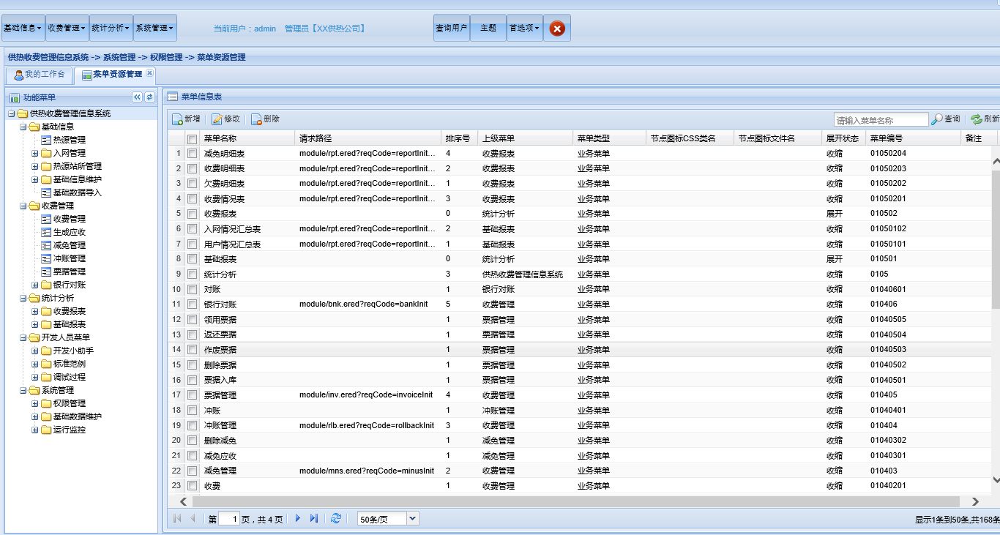 基础信息 收费管理 统计分析 系统管理 当前用户：admin 管理员【XX供热公司】 查询用户 主题 首选项
供热收费管理信息系统 -> 系统管理 -> 权限管理 -> 菜单资源管理
我的工作台 菜单资源管理
功能菜单
供热收费管理信息系统
基础信息
热源管理
入网管理
热源站所管理
基础信息维护
基础数据导入
收费管理
收费管理
生成应收
减免管理
冲账管理
票据管理
银行对账
统计分析
收费报表
基础报表
开发人员菜单
开发小助手
标准范例
调试过程
系统管理
权限管理
基础数据维护
运行监控
菜单信息表
新增 修改 删除 请输入菜单名称 查询 刷新
菜单名称 请求路径 排序号 上级菜单 菜单类型 节点图标CSS类名 节点图标文件名 展开状态 菜单编号 备注
1 减免明细表 module/rpt.ered?reqCode=reportInit... 4 收费报表 业务菜单 收缩 01050204
2 收费明细表 module/rpt.ered?reqCode=reportInit... 2 收费报表 业务菜单 收缩 01050203
3 欠费明细表 module/rpt.ered?reqCode=reportInit... 1 收费报表 业务菜单 收缩 01050202
4 收费情况表 module/rpt.ered?reqCode=reportInit... 3 收费报表 业务菜单 收缩 01050201
5 收费报表 0 统计分析 业务菜单 展开 010502
6 入网情况汇总表 module/rpt.ered?reqCode=reportInit... 2 基础报表 业务菜单 收缩 01050102
7 用户情况汇总表 module/rpt.ered?reqCode=reportInit... 1 基础报表 业务菜单 收缩 01050101
8 基础报表 0 统计分析 业务菜单 展开 010501
9 统计分析 3 供热收费管理信息系统 业务菜单 收缩 0105
10 对账 1 银行对账 业务菜单 收缩 01040601
11 银行对账 module/bnk.ered?reqCode=bankInit 5 收费管理 业务菜单 收缩 010406
12 领用票据 1 票据管理 业务菜单 收缩 01040505
13 返还票据 1 票据管理 业务菜单 收缩 01040504
14 作废票据 1 票据管理 业务菜单 收缩 01040503
15 删除票据 1 票据管理 业务菜单 收缩 01040502
16 票据入库 1 票据管理 业务菜单 收缩 01040501
17 票据管理 module/inv.ered?reqCode=invoiceInit 4 收费管理 业务菜单 收缩 010405
18 冲账 1 冲账管理 业务菜单 收缩 01040401
19 冲账管理 module/rlb.ered?reqCode=rollbackInit 3 收费管理 业务菜单 收缩 010404
20 删除减免 1 减免管理 业务菜单 收缩 01040302
21 减免应收 1 减免管理 业务菜单 收缩 01040301
22 减免管理 module/mns.ered?reqCode=minusInit 2 收费管理 业务菜单 收缩 010403
23 收费 1 收费管理 业务菜单 收缩 01040201
第 1 页，共 4 页 50条/页 显示1条到50条,共168条